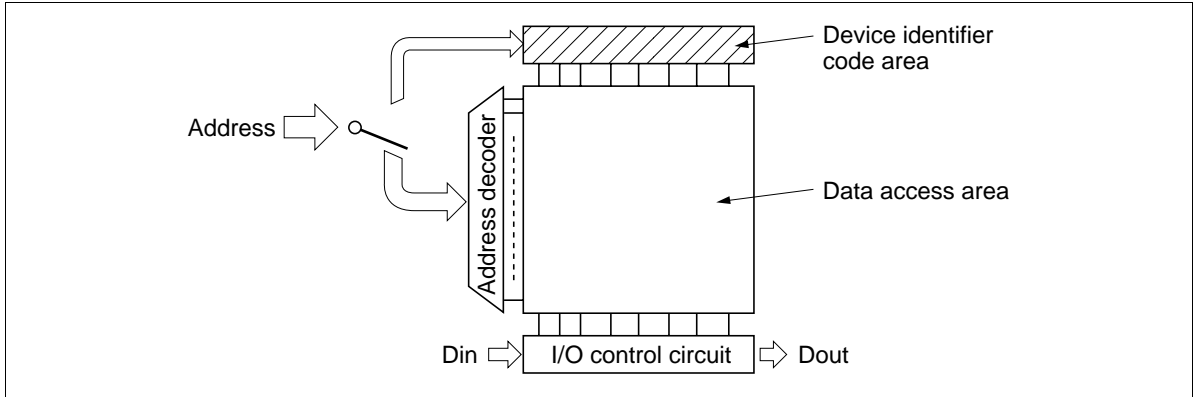 Device identifier
code area
Address
Address decoder
Data access area
Din
I/O control circuit
Dout